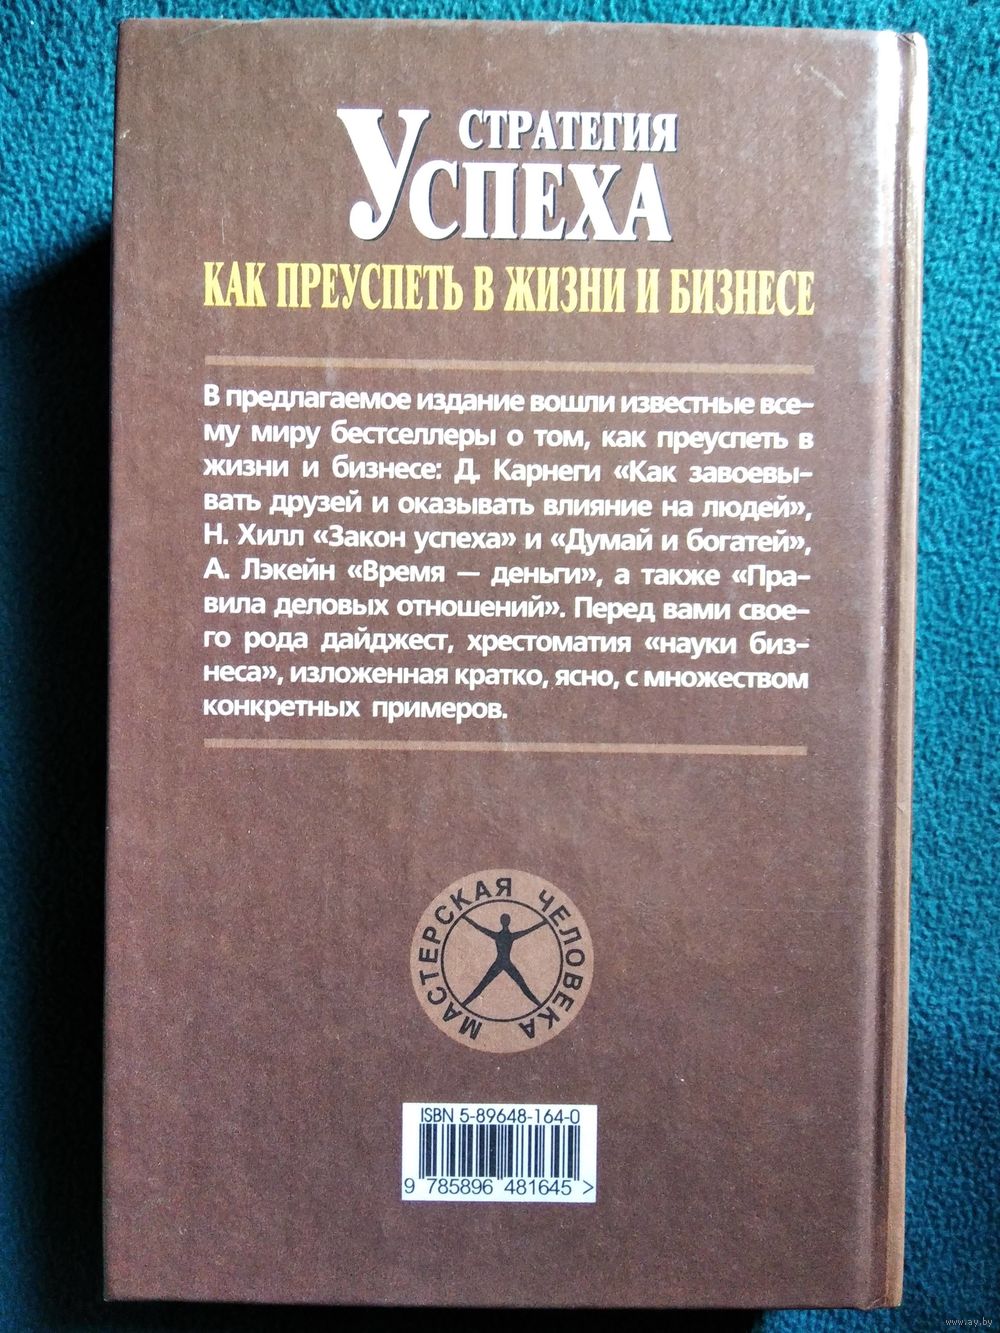 СТРАТЕГИЯ
УСПЕХА
КАК ПРЕУСПЕТЬ В ЖИЗНИ И БИЗНЕСЕ
В предлагаемое издание вошли известные все-
му миру бестселлеры о том, как преуспеть в
жизни и бизнесе: Д. Карнеги «Как завоевы-
вать друзей и оказывать влияние на людей»,
Н. Хилл «Закон успеха» и «Думай и богатей»,
А. Лэкейн «Время — деньги», а также «Пра-
вила деловых отношений». Перед вами свое-
го рода дайджест, хрестоматия «науки биз-
неса», изложенная кратко, ясно, с множеством
конкретных примеров.
МАСТЕРСКАЯ ЧЕЛОВЕКА
ISBN 5-89648-164-0
9 785896 481645 >
www.ay.by